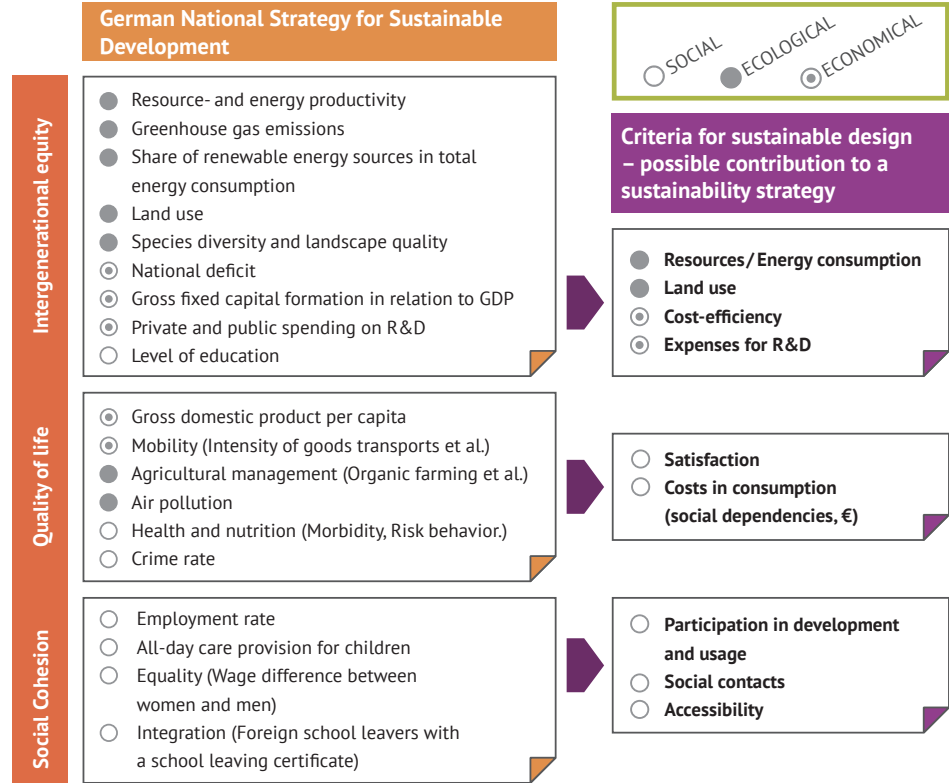 German National Strategy for Sustainable
Development
SOCIAL
ECOLOGICAL
ECONOMICAL
Criteria for sustainable design
– possible contribution to a
sustainability strategy
Intergenerational equity
Resource- and energy productivity
Greenhouse gas emissions
Share of renewable energy sources in total
energy consumption
Land use
Species diversity and landscape quality
National deficit
Gross fixed capital formation in relation to GDP
Private and public spending on R&D
Level of education
Resources/Energy consumption
Land use
Cost-efficiency
Expenses for R&D
Quality of life
Gross domestic product per capita
Mobility (Intensity of goods transports et al.)
Agricultural management (Organic farming et al.)
Air pollution
Health and nutrition (Morbidity, Risk behavior.)
Crime rate
Satisfaction
Costs in consumption
(social dependencies, €)
Social Cohesion
Employment rate
All-day care provision for children
Equality (Wage difference between
women and men)
Integration (Foreign school leavers with
a school leaving certificate)
Participation in development
and usage
Social contacts
Accessibility